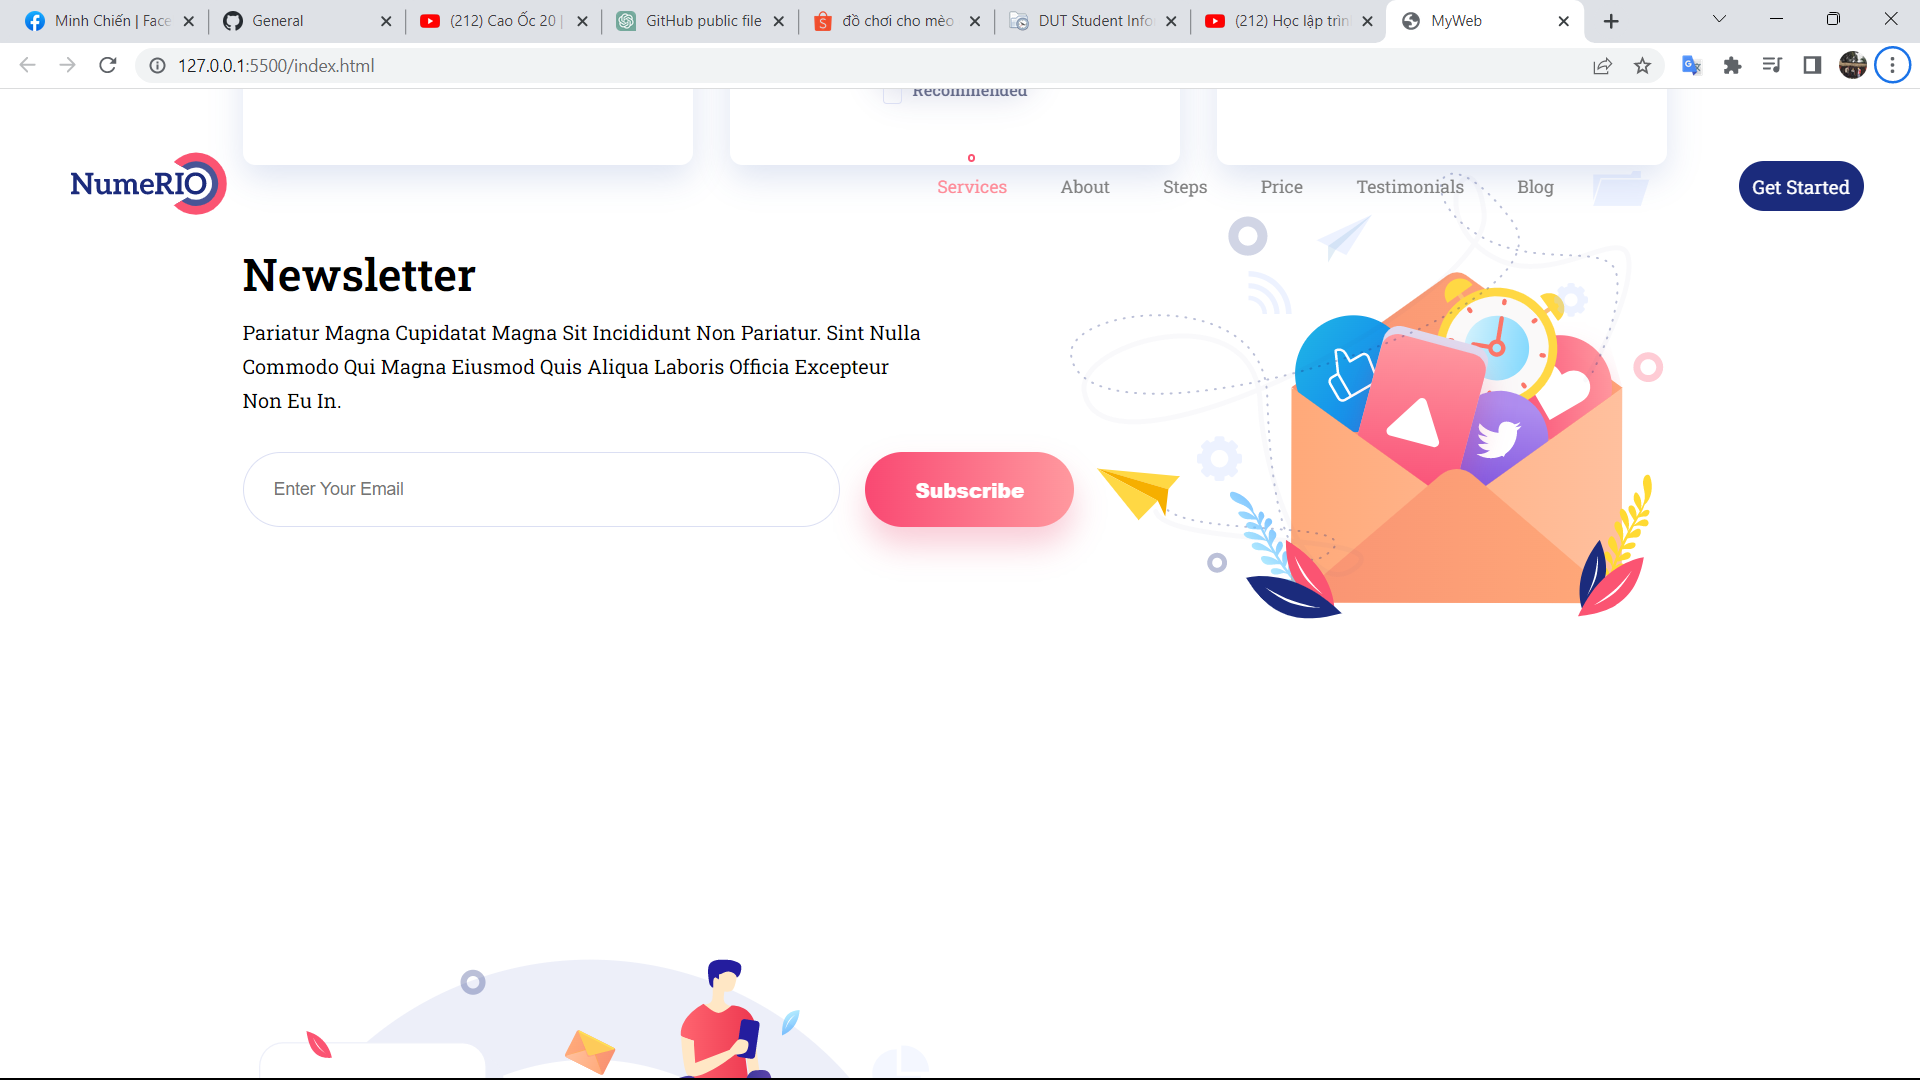 Minh Chiến | Face
General
(212) Cao Ốc 20 |
GitHub public file
đồ chơi cho mèo
DUT Student Info
(212) Học lập trìn
MyWeb
127.0.0.1:5500/index.html
Recommended
NumeRIO
Services
About
Steps
Price
Testimonials
Blog
Get Started
Newsletter
Pariatur Magna Cupidatat Magna Sit Incididunt Non Pariatur. Sint Nulla
Commodo Qui Magna Eiusmod Quis Aliqua Laboris Officia Excepteur
Non Eu In.
Enter Your Email
Subscribe